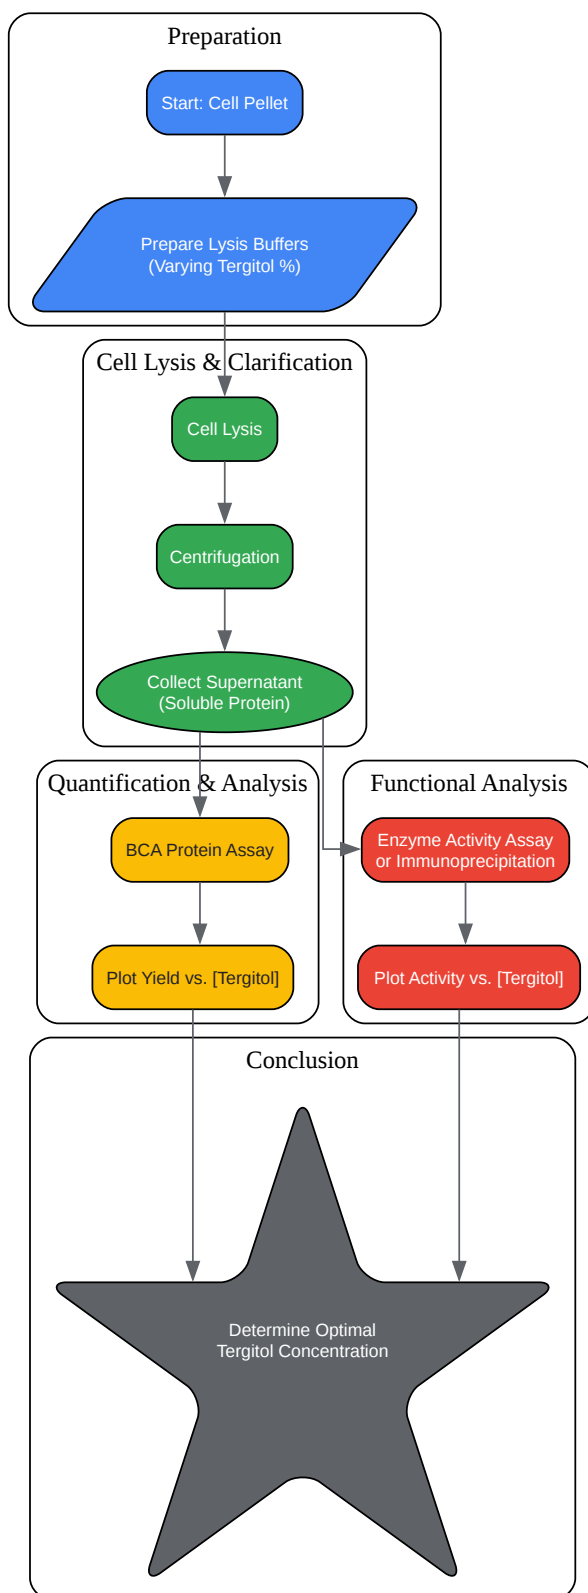 Preparation
Start: Cell Pellet
Prepare Lysis Buffers
(Varying Tergitol %)
Cell Lysis & Clarification
Cell Lysis
Centrifugation
Collect Supernatant
(Soluble Protein)
Quantification & Analysis
BCA Protein Assay
Plot Yield vs. [Tergitol]
Functional Analysis
Enzyme Activity Assay
or Immunoprecipitation
Plot Activity vs. [Tergitol]
Conclusion
Determine Optimal
Tergitol Concentration